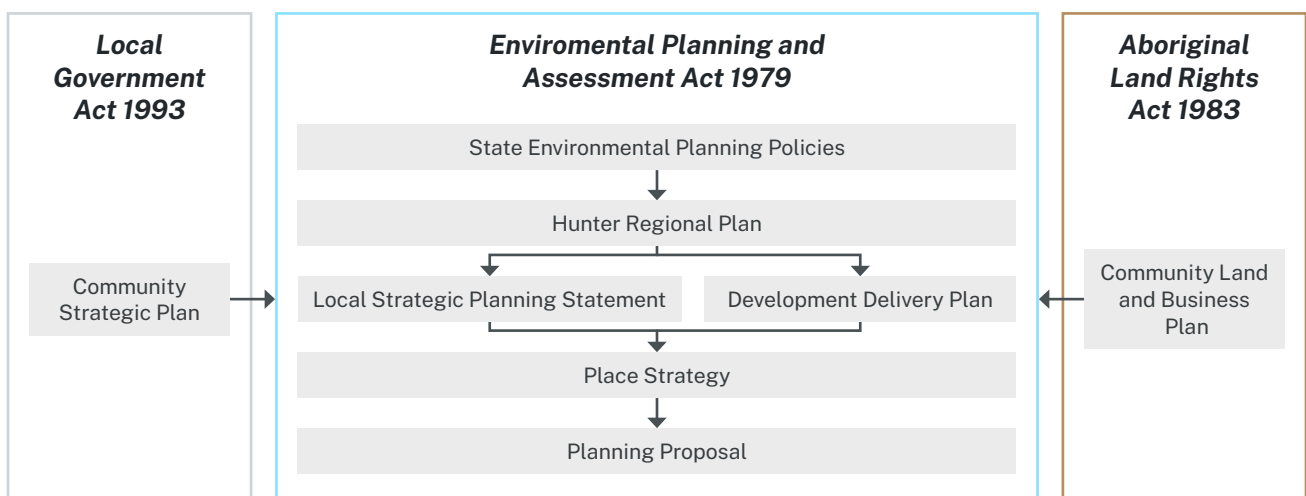 Local
Government
Act 1993
Enviromental Planning and
Assessment Act 1979
Aboriginal
Land Rights
Act 1983
State Environmental Planning Policies
Hunter Regional Plan
Community
Strategic Plan
Local Strategic Planning Statement
Development Delivery Plan
Community Land
and Business
Plan
Place Strategy
Planning Proposal